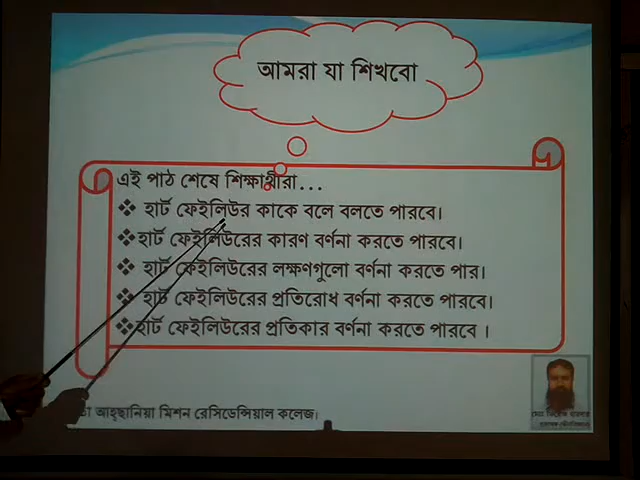 আমরা যা শিখবো
এই পাঠ শেষে শিক্ষার্থীরা...
❖ হার্ট ফেইলিউর কাকে বলে বলতে পারবে।
❖ হার্ট ফেইলিউরের কারণ বর্ণনা করতে পারবে।
❖ হার্ট ফেইলিউরের লক্ষণগুলো বর্ণনা করতে পার।
❖ হার্ট ফেইলিউরের প্রতিরোধ বর্ণনা করতে পারবে।
❖ হার্ট ফেইলিউরের প্রতিকার বর্ণনা করতে পারবে ।
আহ্ছানিয়া মিশন রেসিডেন্সিয়াল কলেজ।